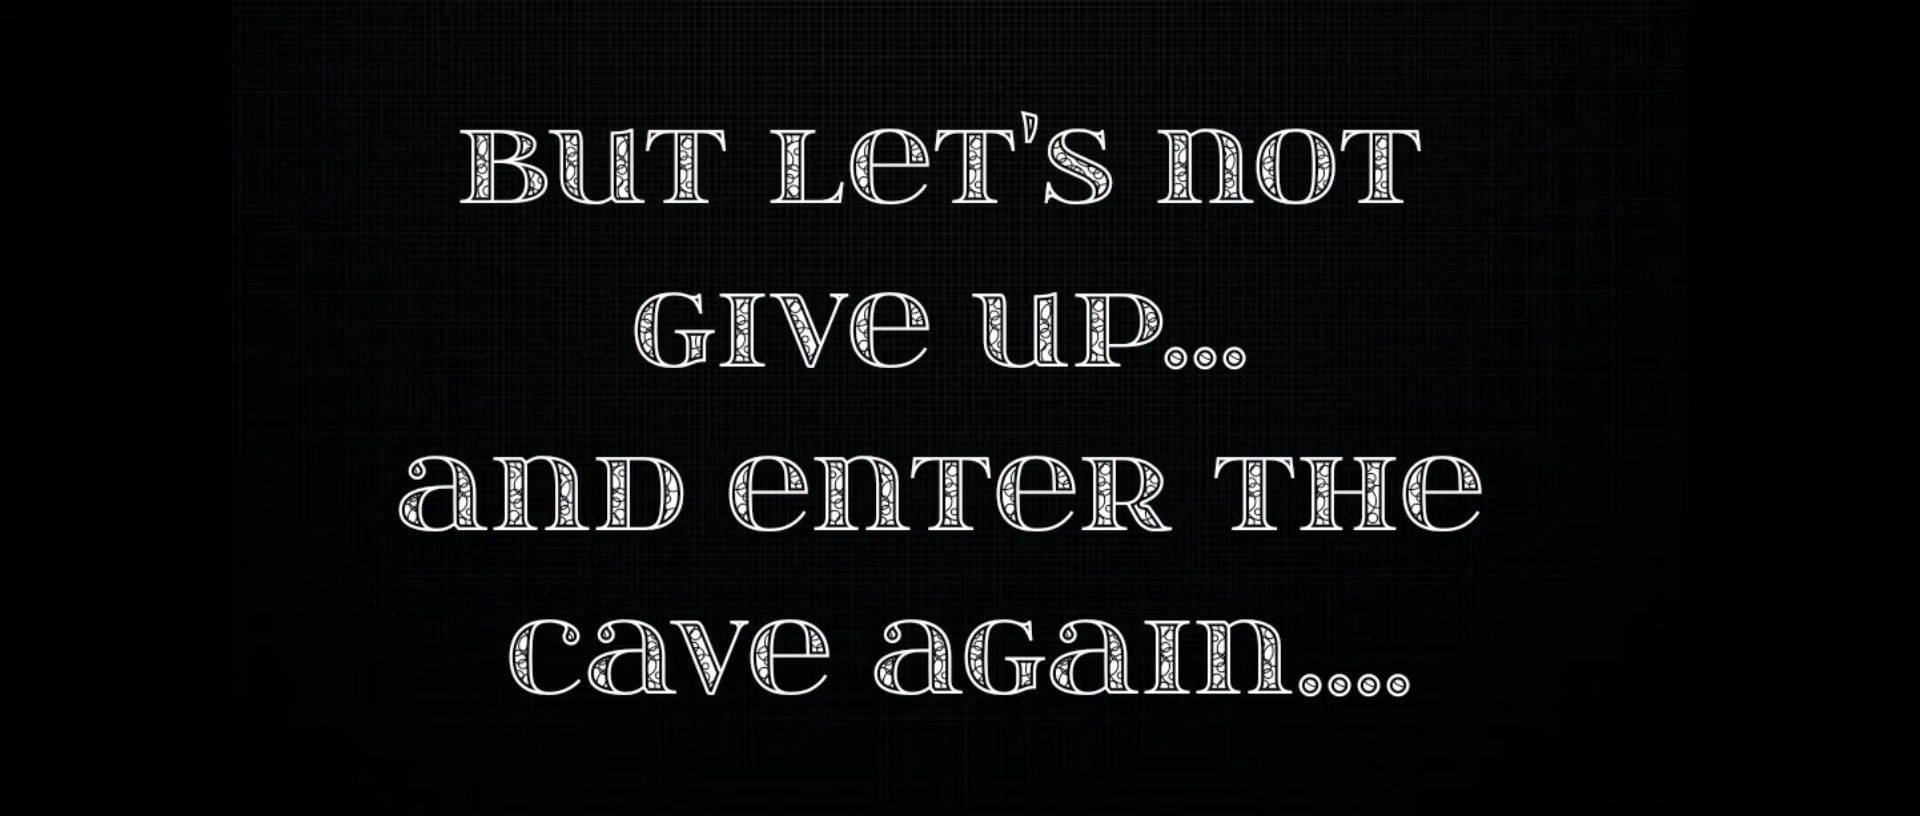 BUT LET'S NOT
GIVE UP...
AND ENTER THE
CAVE AGAIN....